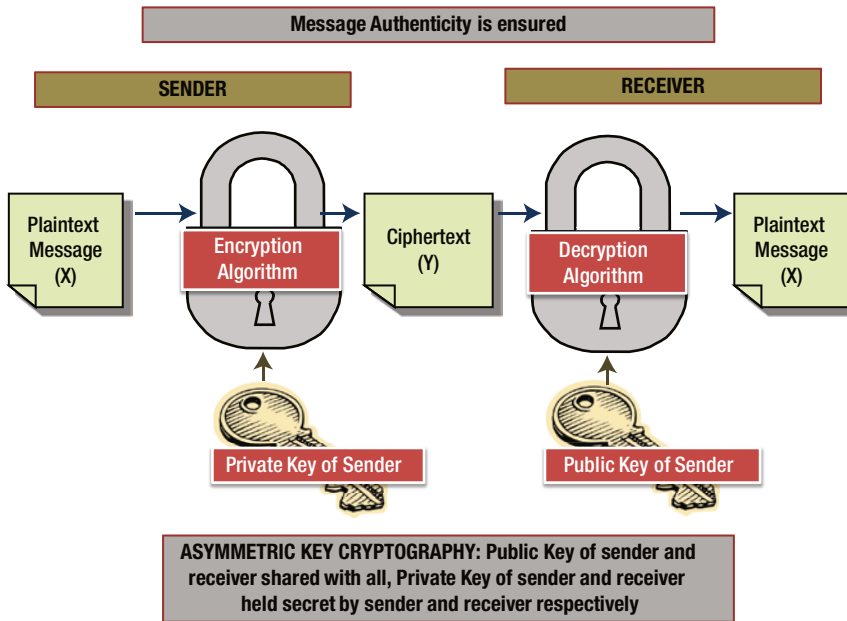 Message Authenticity is ensured
SENDER
RECEIVER
Plaintext
Message
(X)
Encryption
Algorithm
Ciphertext
(Y)
Decryption
Algorithm
Plaintext
Message
(X)
Private Key of Sender
Public Key of Sender
ASYMMETRIC KEY CRYPTOGRAPHY: Public Key of sender and
receiver shared with all, Private Key of sender and receiver
held secret by sender and receiver respectively